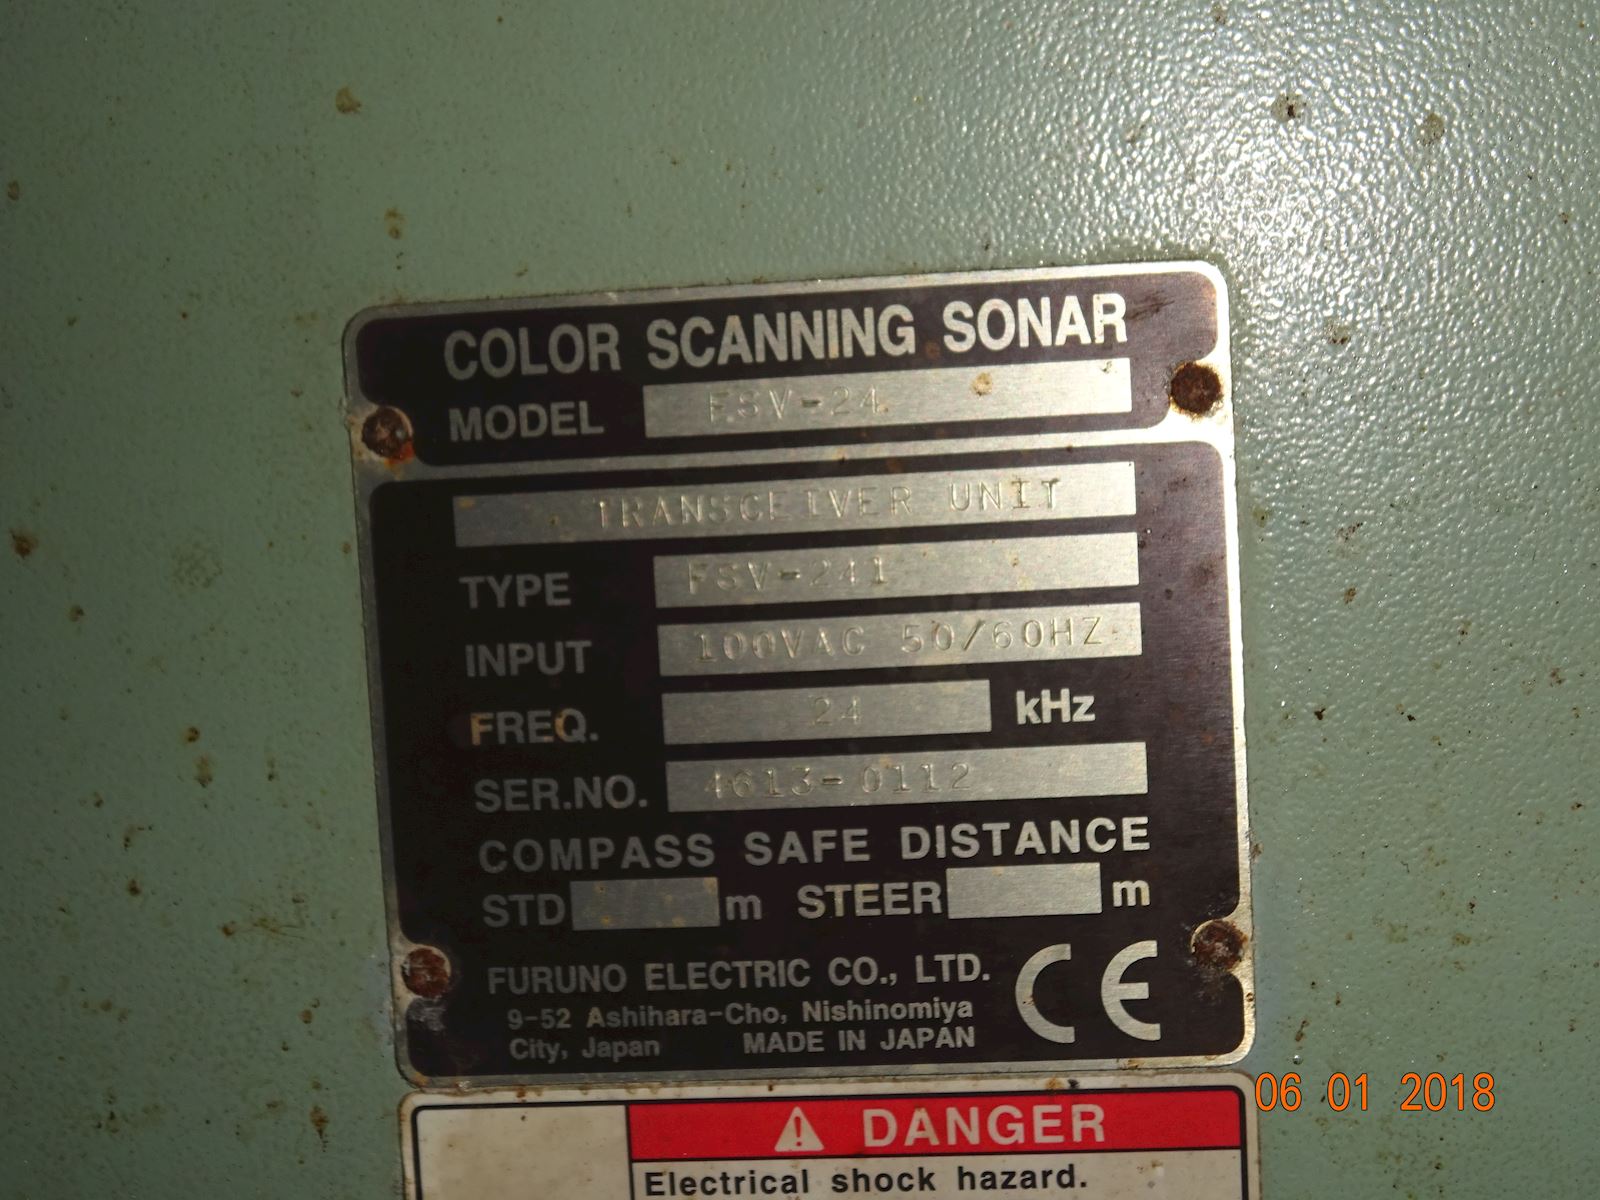 COLOR SCANNING SONAR
MODEL FSV-24
TRANSCEIVER UNIT
TYPE FSV-241
INPUT 100VAC 50/60HZ
FREQ. 24 kHz
SER.NO. 4613-0112
COMPASS SAFE DISTANCE
STD m STEER m
FURUNO ELECTRIC CO., LTD.
9-52 Ashihara-Cho, Nishinomiya
City, Japan MADE IN JAPAN
CE
06 01 2018
DANGER
Electrical shock hazard.